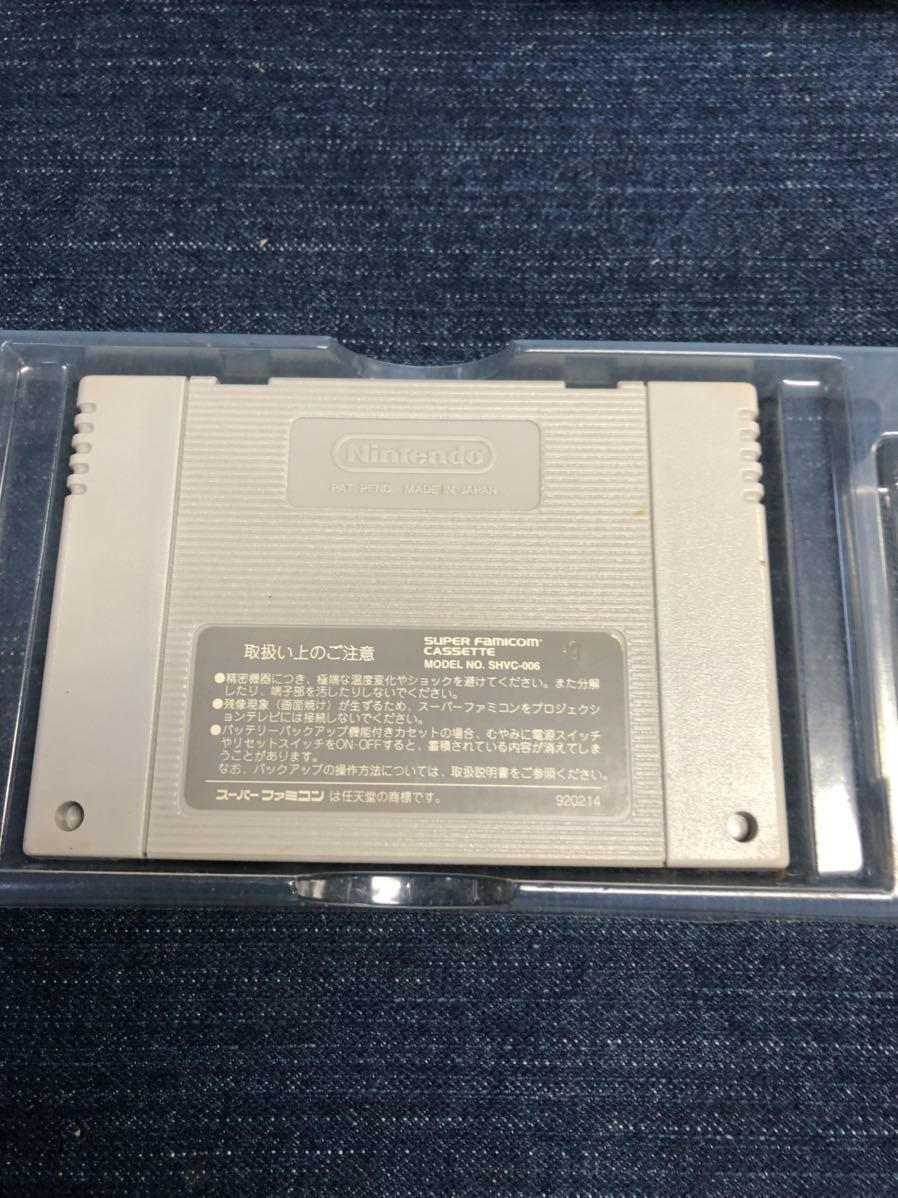 Nintendo
PAT. PEND. MADE IN JAPAN
取扱い上のご注意
SUPER FAMICOM
CASSETTE
MODEL NO. SHVC-006
●精密機器につき、極端な温度変化やショックを避けてください。また分解
したり、端子部を汚したりしないでください。
●残像現象（画面焼け）が生ずるため、スーパーファミコンをプロジェクシ
ョンテレビには接続しないでください。
●バッテリーバックアップ機能付きカセットの場合、むやみに電源スイッチ
やリセットスイッチをON·OFFすると、蓄積されている内容が消えてしま
うことがあります。
なお、バックアップの操作方法については、取扱説明書をご参照ください。
スーパーファミコン は任天堂の商標です。
920214